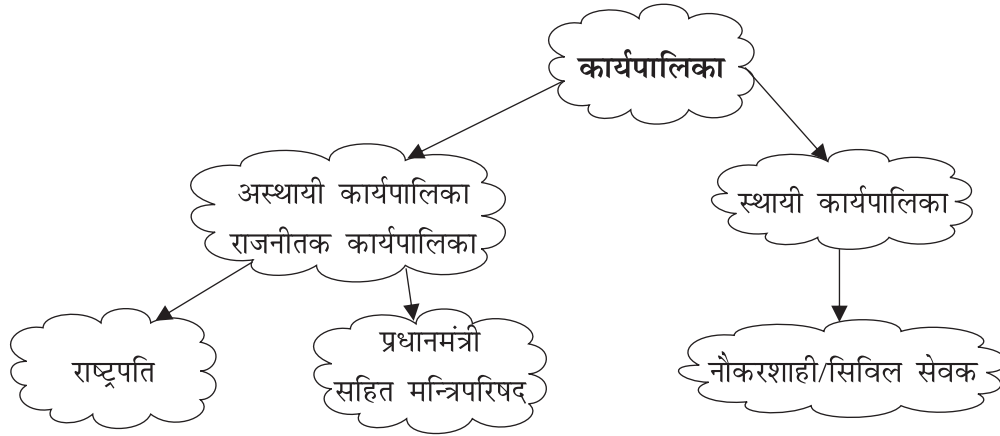 कार्यपालिका
अस्थायी कार्यपालिका
राजनीतक कार्यपालिका
स्थायी कार्यपालिका
राष्ट्रपति
प्रधानमंत्री
सहित मन्त्रिपरिषद
नौकरशाही/सिविल सेवक